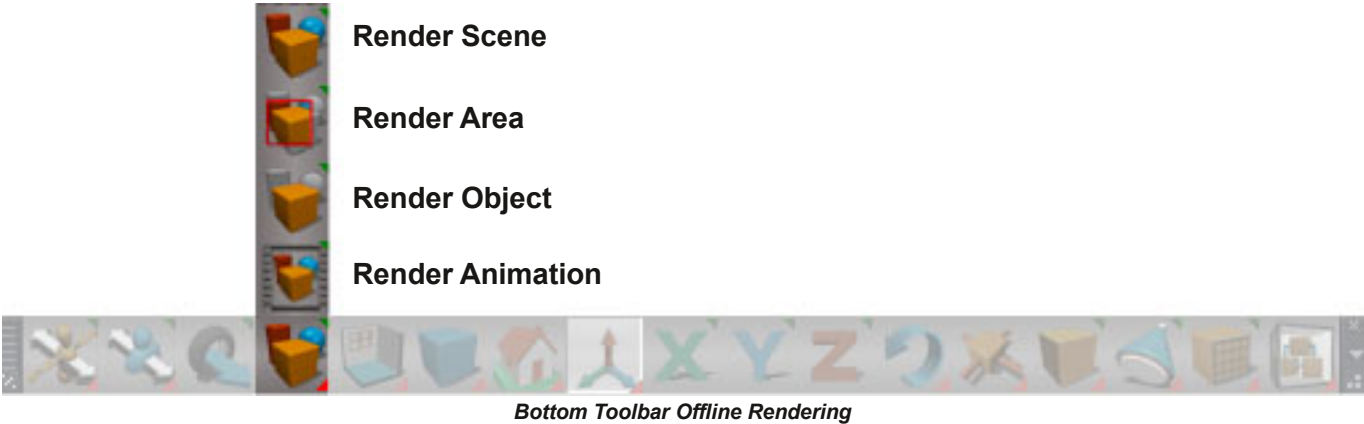 Render Scene
Render Area
Render Object
Render Animation
X Y Z
Bottom Toolbar Offline Rendering